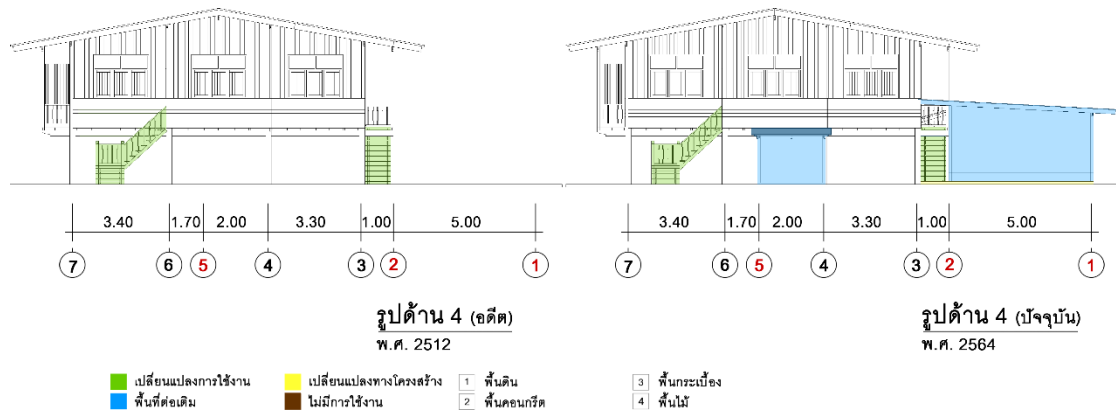 3.40 1.70 2.00 3.30 1.00 5.00
7 6 5 4 3 2 1
รูปด้าน 4 (อดีต)
พ.ศ. 2512
3.40 1.70 2.00 3.30 1.00 5.00
7 6 5 4 3 2 1
รูปด้าน 4 (ปัจจุบัน)
พ.ศ. 2564
เปลี่ยนแปลงการใช้งาน
พื้นที่ต่อเติม
เปลี่ยนแปลงทางโครงสร้าง
ไม่มีการใช้งาน
1 พื้นดิน
2 พื้นคอนกรีต
3 พื้นกระเบื้อง
4 พื้นไม้